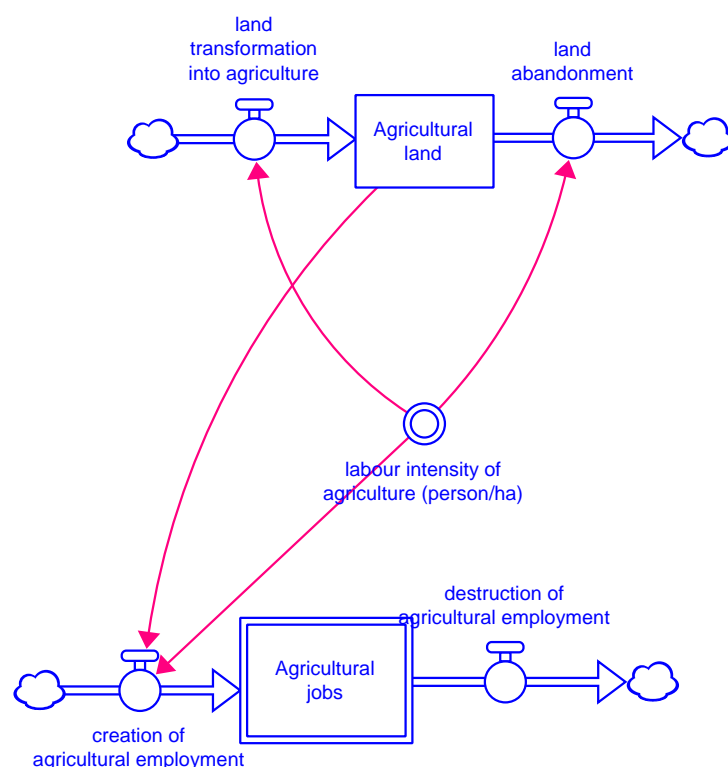 land
transformation
into agriculture
land
abandonment
Agricultural
land
labour intensity of
agriculture (person/ha)
destruction of
agricultural employment
Agricultural
jobs
creation of
agricultural employment